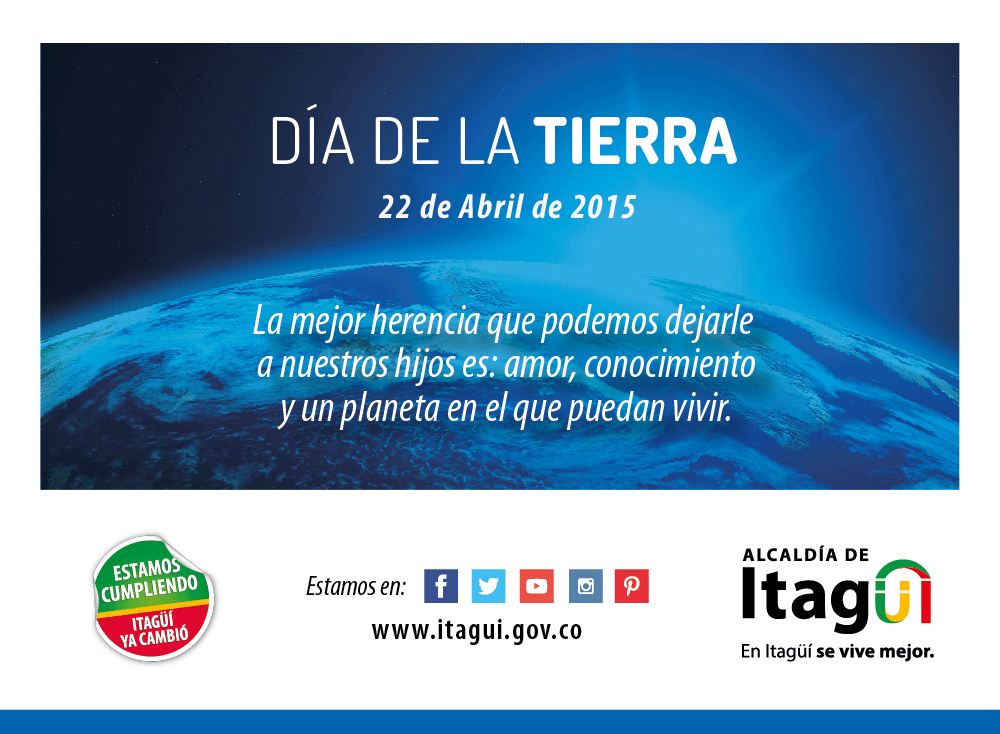 DÍA DE LA TIERRA
22 de Abril de 2015
La mejor herencia que podemos dejarle
a nuestros hijos es: amor, conocimiento
y un planeta en el que puedan vivir.
ESTAMOS
CUMPLIENDO
ITAGÜÍ
YA CAMBIÓ
Estamos en:
www.itagui.gov.co
ALCALDÍA DE
Itagüí
En Itagüí se vive mejor.